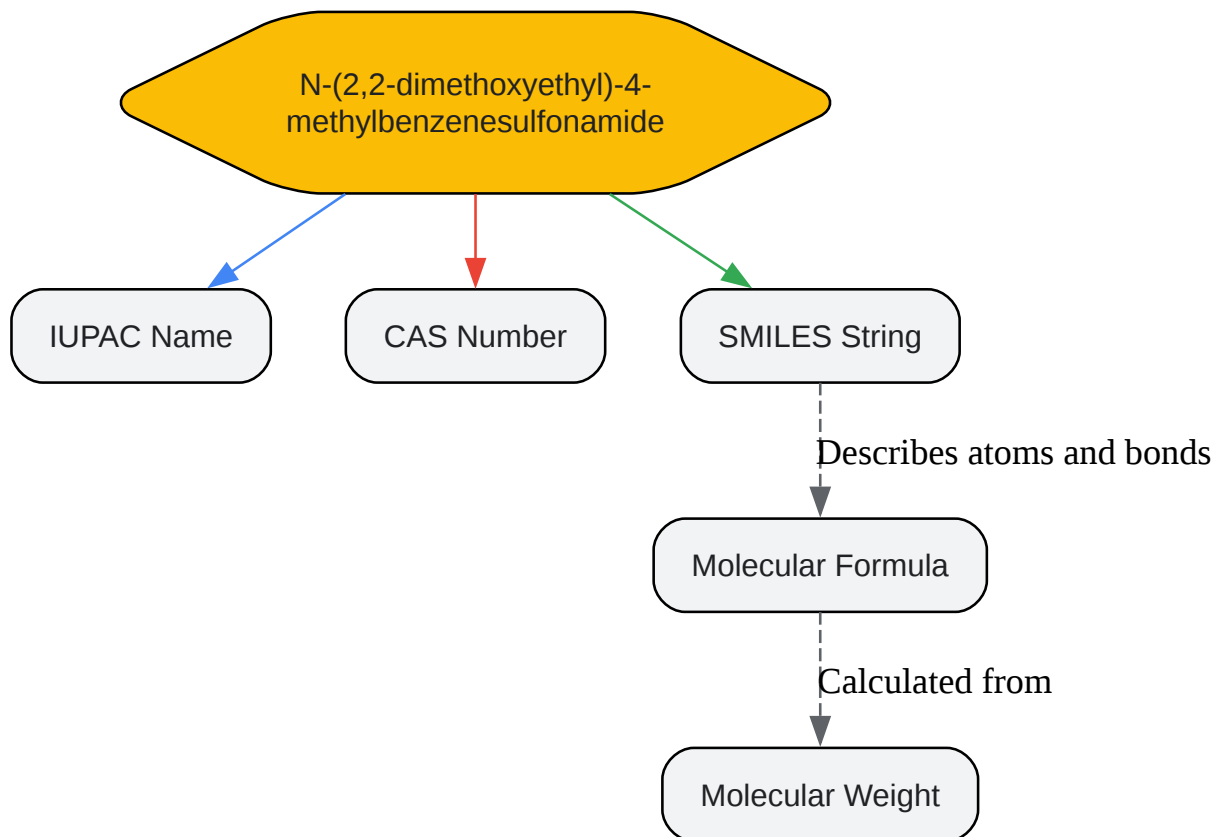 N-(2,2-dimethoxyethyl)-4-
methylbenzenesulfonamide
IUPAC Name
CAS Number
SMILES String
Describes atoms and bonds
Molecular Formula
Calculated from
Molecular Weight